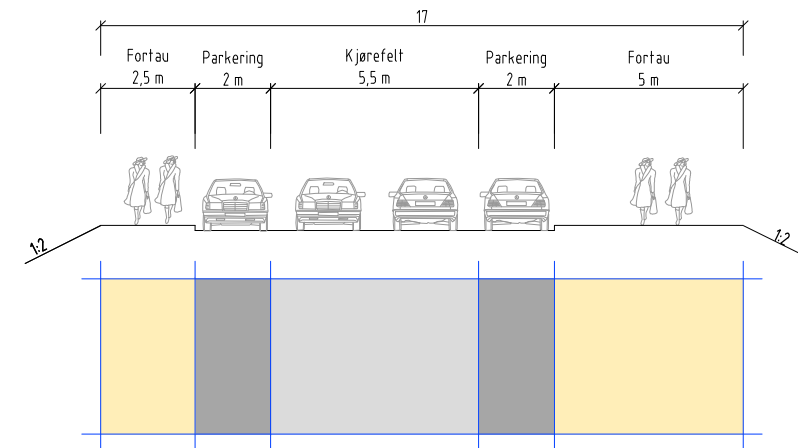 17
Fortau
2,5 m
Parkering
2 m
Kjørefelt
5,5 m
Parkering
2 m
Fortau
5 m
1:2
1:2